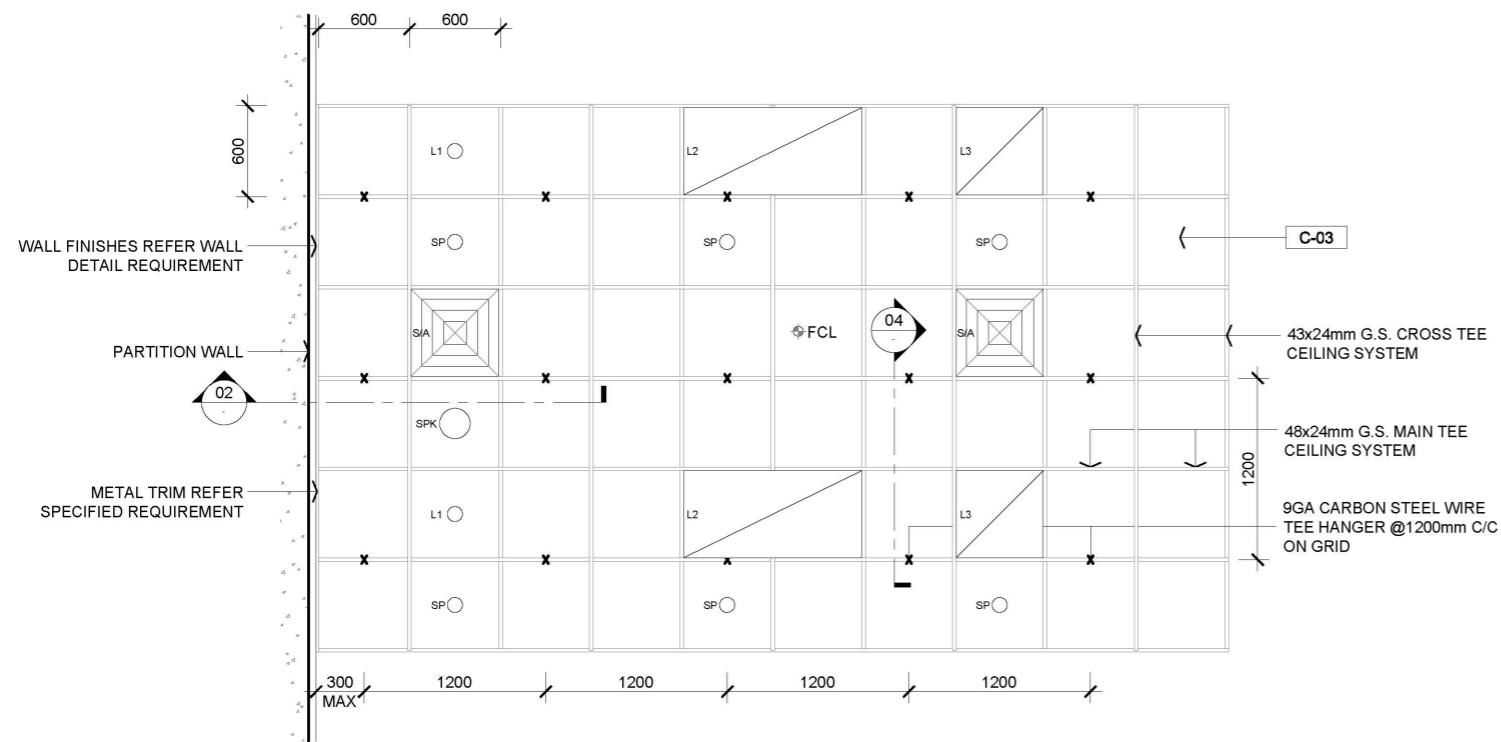 600
600
600
L1
L2
L3
WALL FINISHES REFER WALL
DETAIL REQUIREMENT
SP
SP
SP
C-03
S/A
FCL
04
-
S/A
43x24mm G.S. CROSS TEE
CEILING SYSTEM
PARTITION WALL
02
-
SPK
48x24mm G.S. MAIN TEE
CEILING SYSTEM
1200
METAL TRIM REFER
SPECIFIED REQUIREMENT
L1
L2
L3
9GA CARBON STEEL WIRE
TEE HANGER @1200mm C/C
ON GRID
SP
SP
SP
300
MAX
1200
1200
1200
1200